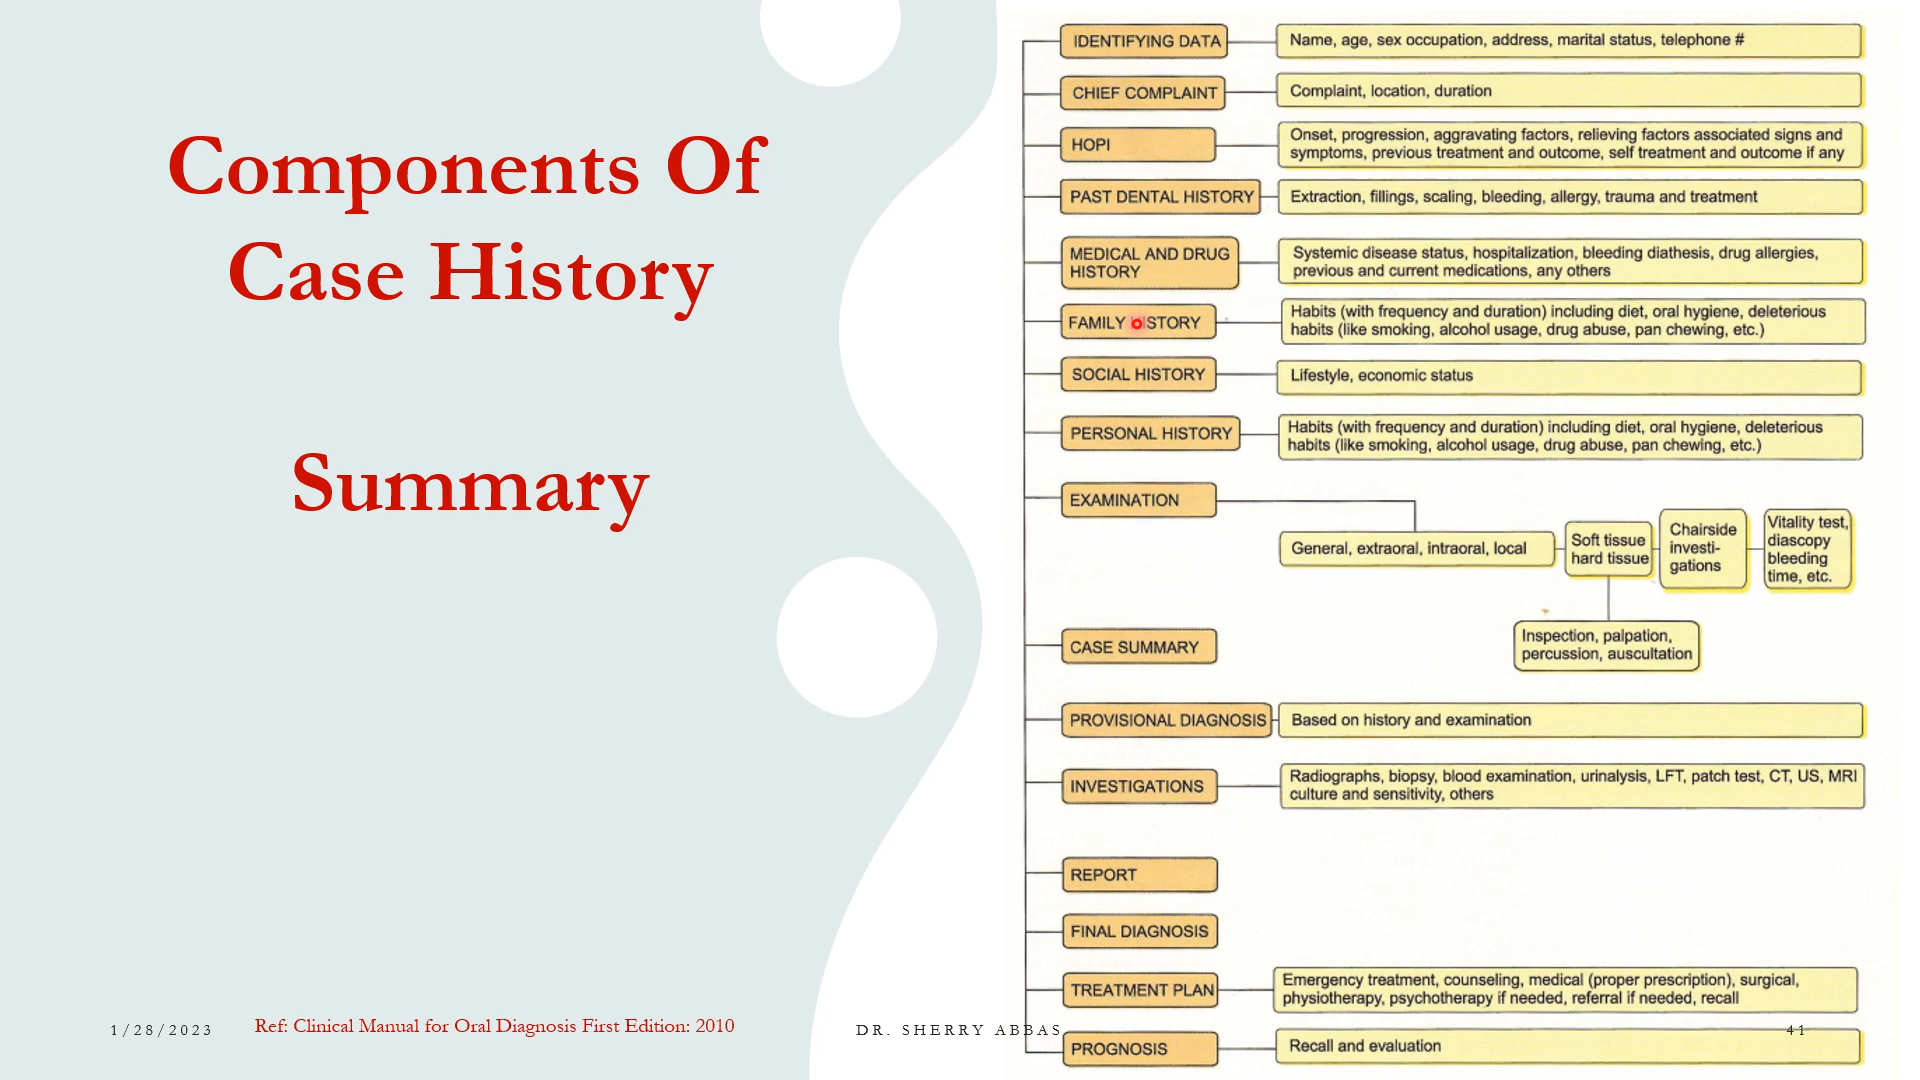 Components Of
Case History
Summary
IDENTIFYING DATA
Name, age, sex occupation, address, marital status, telephone #
CHIEF COMPLAINT
Complaint, location, duration
HOPI
Onset, progression, aggravating factors, relieving factors associated signs and
symptoms, previous treatment and outcome, self treatment and outcome if any
PAST DENTAL HISTORY
Extraction, fillings, scaling, bleeding, allergy, trauma and treatment
MEDICAL AND DRUG
HISTORY
Systemic disease status, hospitalization, bleeding diathesis, drug allergies,
previous and current medications, any others
FAMILY HISTORY
Habits (with frequency and duration) including diet, oral hygiene, deleterious
habits (like smoking, alcohol usage, drug abuse, pan chewing, etc.)
SOCIAL HISTORY
Lifestyle, economic status
PERSONAL HISTORY
Habits (with frequency and duration) including diet, oral hygiene, deleterious
habits (like smoking, alcohol usage, drug abuse, pan chewing, etc.)
EXAMINATION
General, extraoral, intraoral, local
Soft tissue
hard tissue
Chairside
investi-
gations
Vitality test,
diascopy
bleeding
time, etc.
Inspection, palpation,
percussion, auscultation
CASE SUMMARY
PROVISIONAL DIAGNOSIS
Based on history and examination
INVESTIGATIONS
Radiographs, biopsy, blood examination, urinalysis, LFT, patch test, CT, US, MRI
culture and sensitivity, others
REPORT
FINAL DIAGNOSIS
TREATMENT PLAN
Emergency treatment, counseling, medical (proper prescription), surgical,
physiotherapy, psychotherapy if needed, referral if needed, recall
PROGNOSIS
Recall and evaluation
1/28/2023
Ref: Clinical Manual for Oral Diagnosis First Edition: 2010
DR. SHERRY ABBAS
41